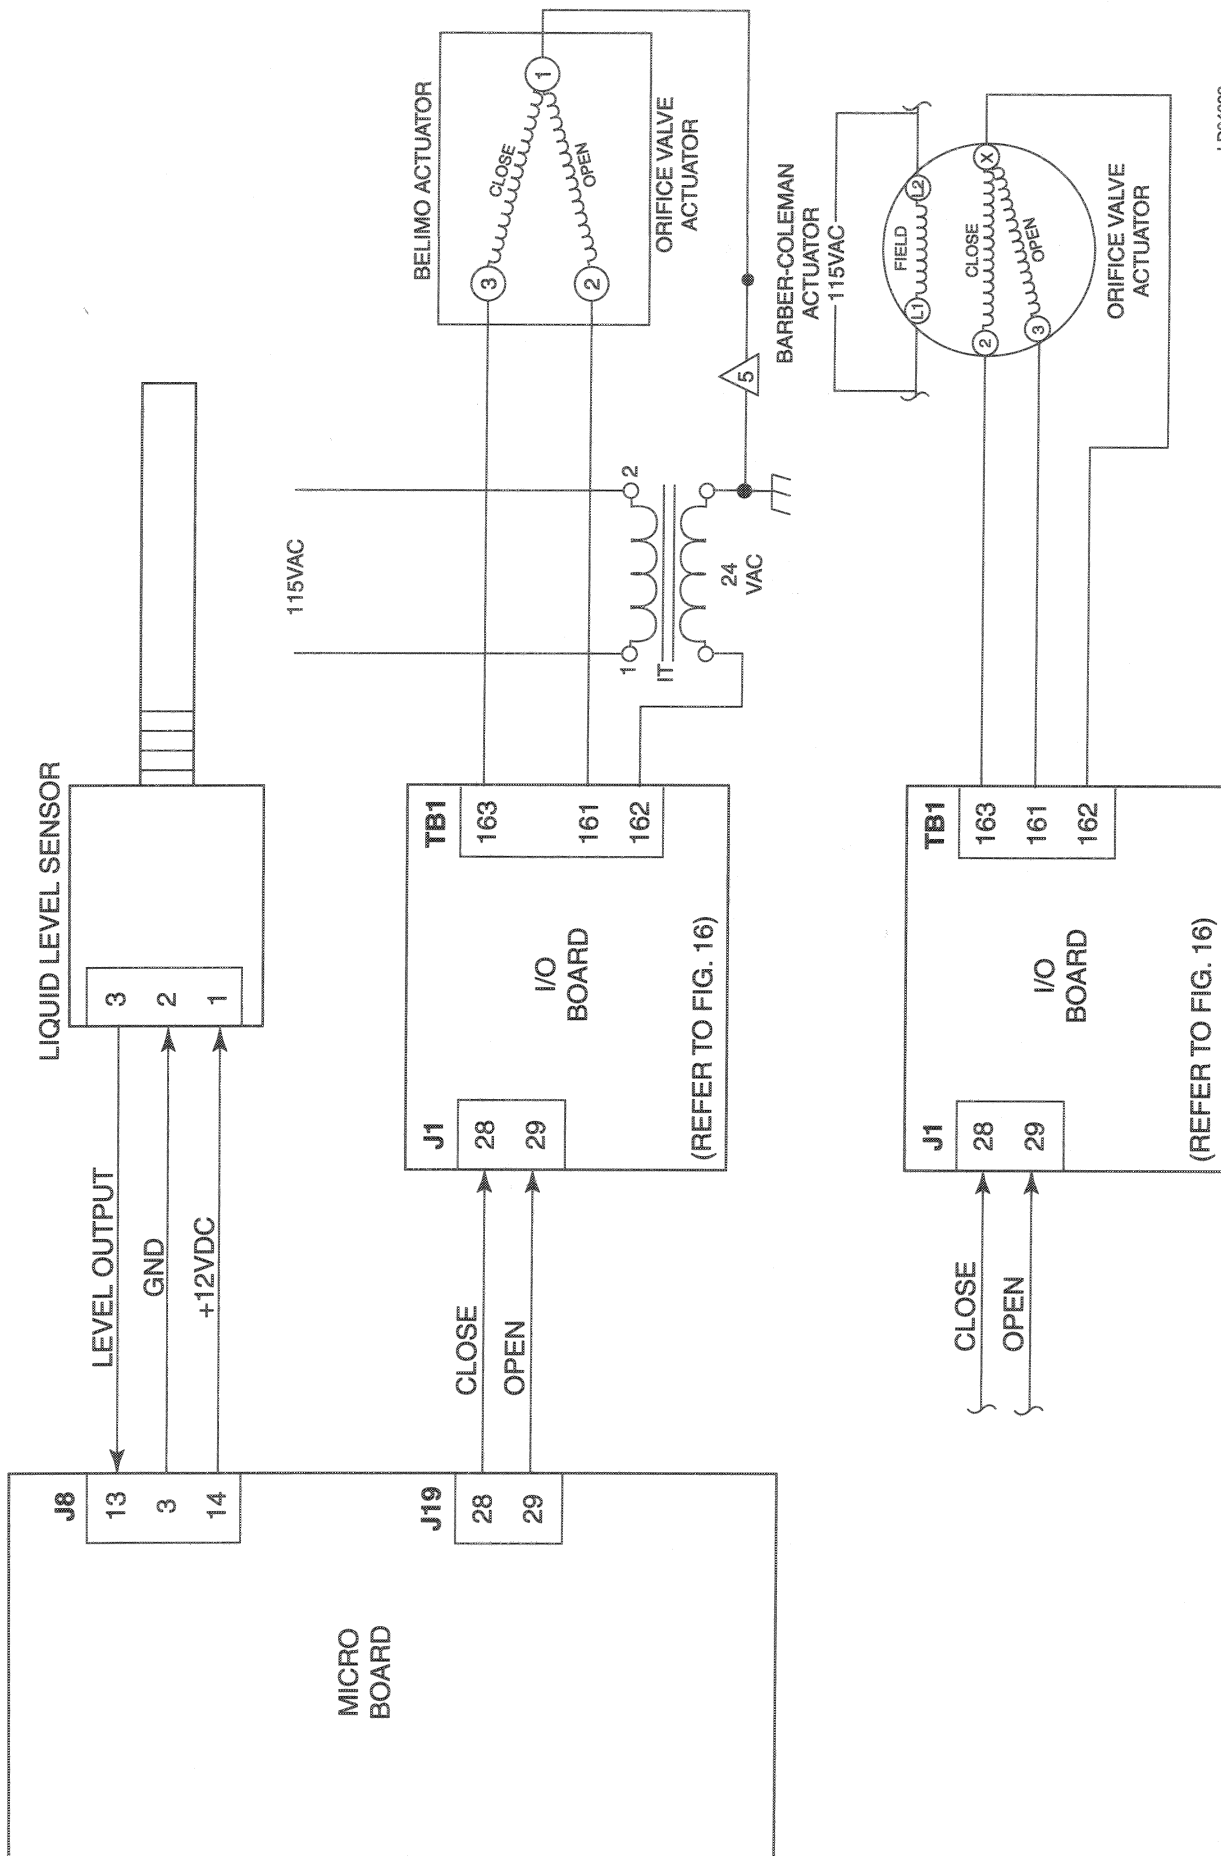 LIQUID LEVEL SENSOR
3
2
1
LEVEL OUTPUT
GND
+12VDC
J8
13
3
14
MICRO
BOARD
J19
28
29
CLOSE
OPEN
J1
28
29
I/O
BOARD
(REFER TO FIG. 16)
TB1
163
161
162
115VAC
1
2
IT
24
VAC
5
BELIMO ACTUATOR
3
2
1
CLOSE
OPEN
ORIFICE VALVE
ACTUATOR
CLOSE
OPEN
J1
28
29
I/O
BOARD
(REFER TO FIG. 16)
TB1
163
161
162
BARBER-COLEMAN
ACTUATOR
115VAC
L1
L2
FIELD
2
3
X
CLOSE
OPEN
ORIFICE VALVE
ACTUATOR